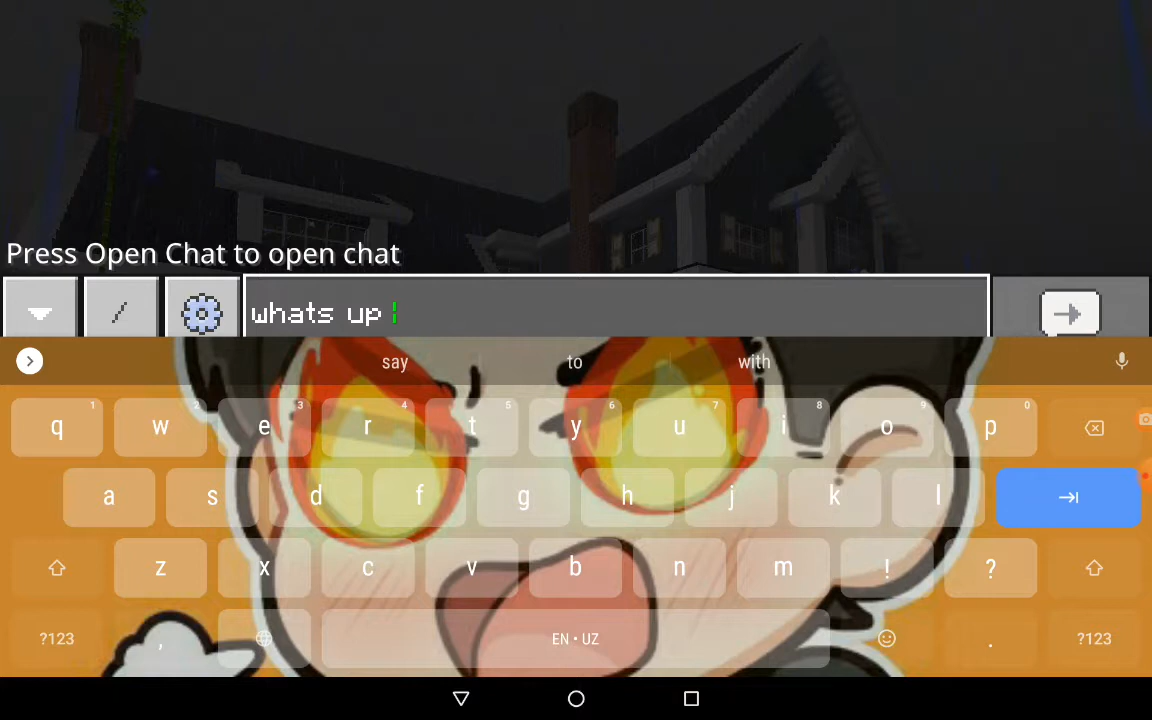 Press Open Chat to open chat
/ whats up
say to with
q 1 w 2 e 3 r 4 t 5 y 6 u 7 i 8 o 9 p 0
a s d f g h j k l
z x c v b n m ! ?
?123 , EN • UZ . ?123